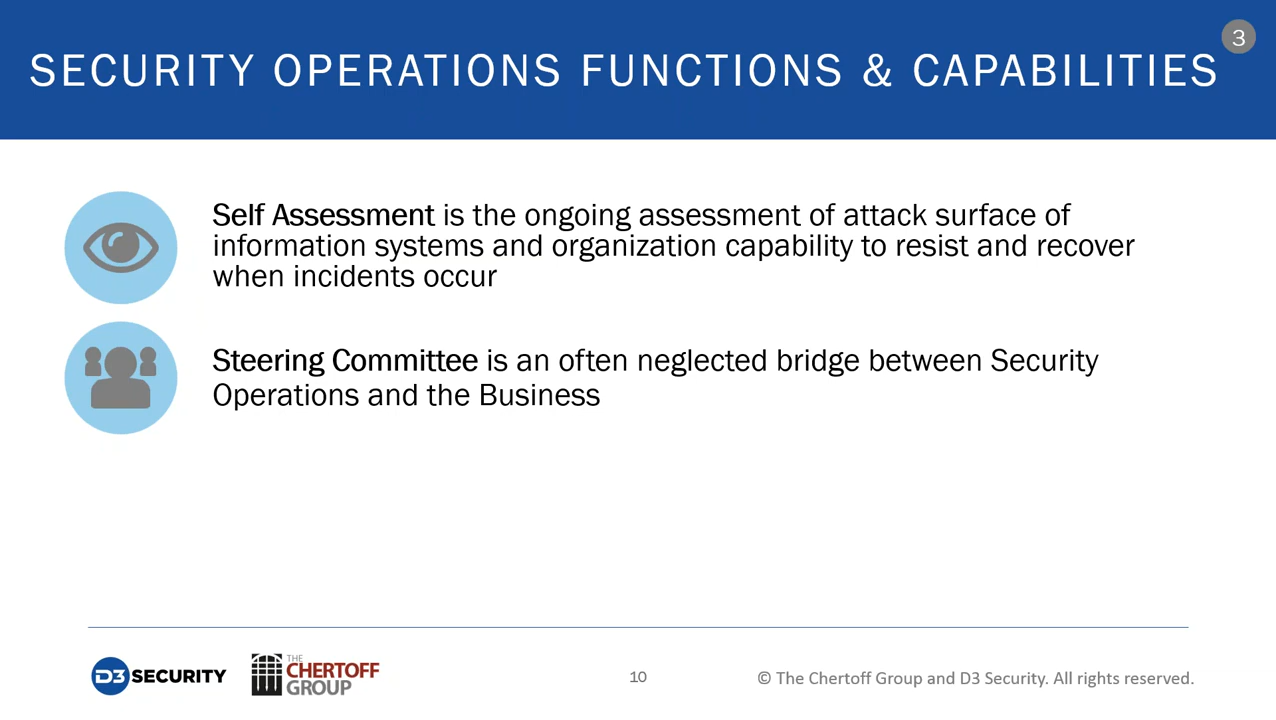 3
SECURITY OPERATIONS FUNCTIONS & CAPABILITIES
Self Assessment is the ongoing assessment of attack surface of
information systems and organization capability to resist and recover
when incidents occur
Steering Committee is an often neglected bridge between Security
Operations and the Business
D3 SECURITY
THE
CHERTOFF
GROUP
10
© The Chertoff Group and D3 Security. All rights reserved.